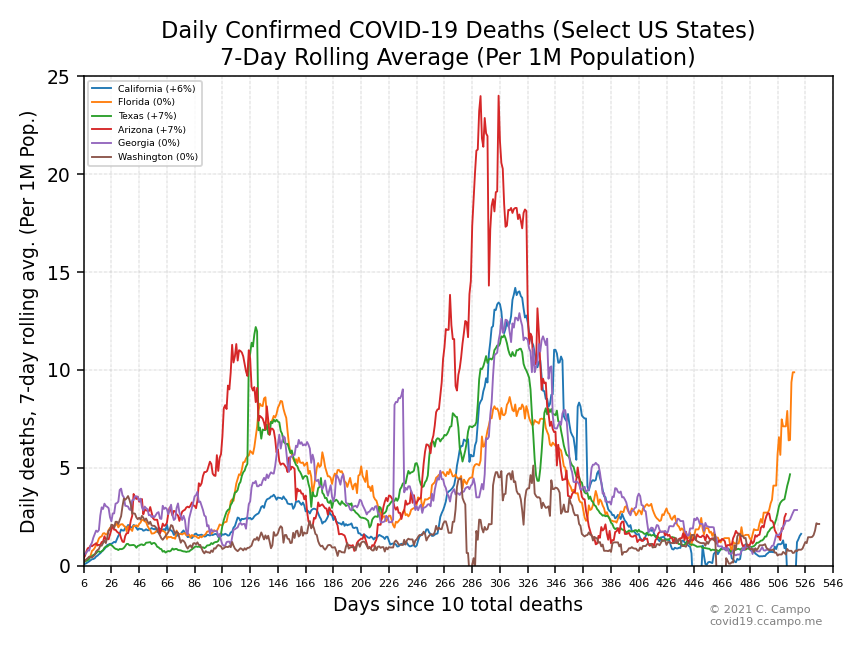 Daily Confirmed COVID-19 Deaths (Select US States)
7-Day Rolling Average (Per 1M Population)
Daily deaths, 7-day rolling avg. (Per 1M Pop.)
25
20
15
10
5
0
California (+6%)
Florida (0%)
Texas (+7%)
Arizona (+7%)
Georgia (0%)
Washington (0%)
6 26 46 66 86 106 126 146 166 186 206 226 246 268 286 306 326 346 366 386 406 426 446 466 486 506 526 546
Days since 10 total deaths
© 2021 C. Campo
covid19.ccampo.me